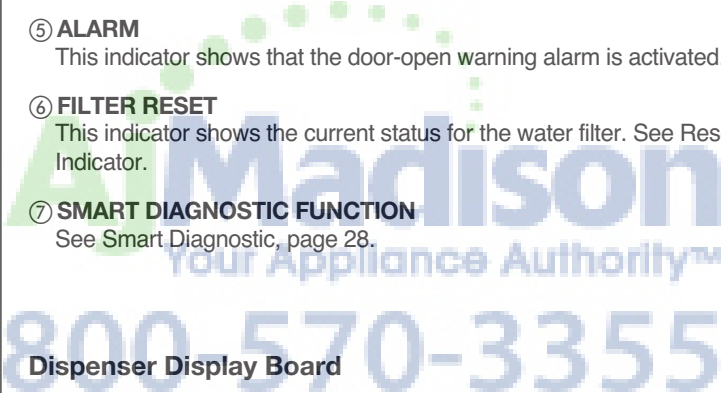 ⑤ ALARM
This indicator shows that the door-open warning alarm is activated.
⑥ FILTER RESET
This indicator shows the current status for the water filter. See Res
Indicator.
⑦ SMART DIAGNOSTIC FUNCTION
See Smart Diagnostic, page 28.
AjMadison
Your Appliance Authority™
800-570-3355
Dispenser Display Board